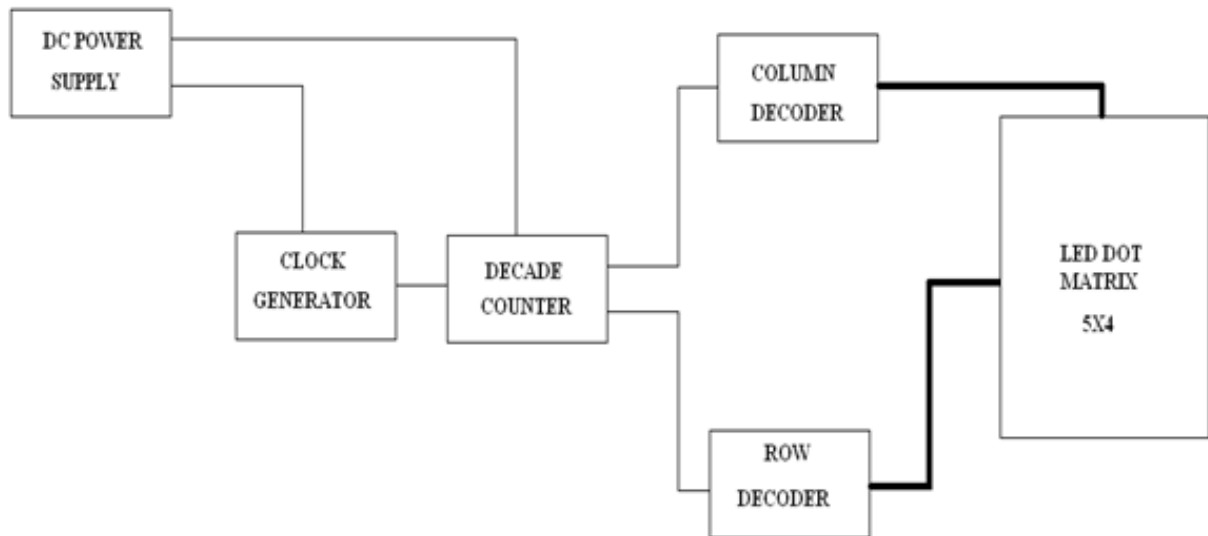 DC POWER
SUPPLY
CLOCK
GENERATOR
DECADE
COUNTER
COLUMN
DECODER
ROW
DECODER
LED DOT
MATRIX
5X4